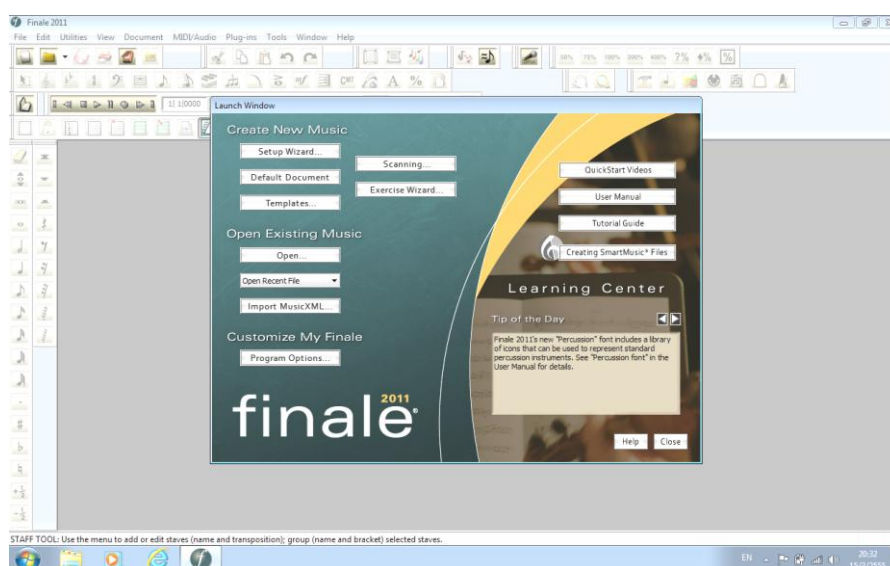 Finale 2011
File Edit Utilities View Document MIDI/Audio Plug-ins Tools Window Help
Launch Window
Create New Music
Setup Wizard...
Scanning...
Default Document
Exercise Wizard...
Templates...
Open Existing Music
Open...
Open Recent File
Import MusicXML...
Customize My Finale
Program Options...
finale® 2011
QuickStart Videos
User Manual
Tutorial Guide
Creating SmartMusic® Files
Learning Center
Tip of the Day
Finale 2011's new "Percussion" font includes a library
of icons that can be used to represent standard
percussion instruments. See "Percussion font" in the
User Manual for details.
Help Close
STAFF TOOL: Use the menu to add or edit staves (name and transposition); group (name and bracket) selected staves.
EN
20:32